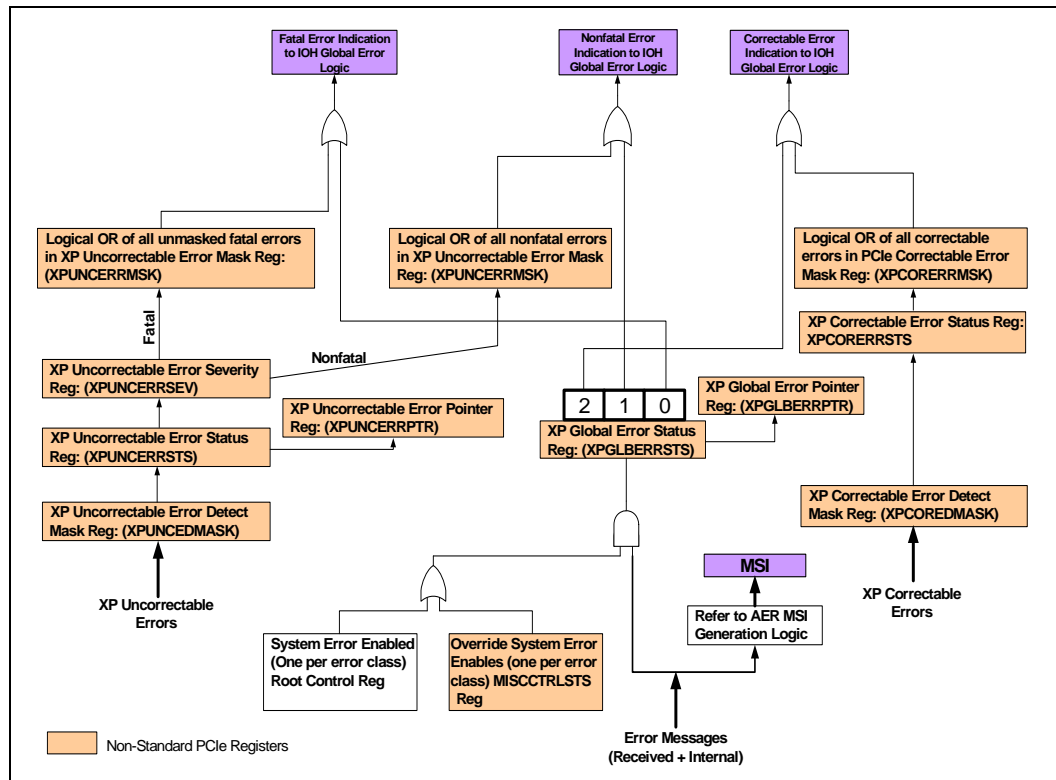 Fatal Error Indication
to IOH Global Error
Logic
Nonfatal Error
Indication to IOH
Global Error Logic
Correctable Error
Indication to IOH
Global Error Logic
Logical OR of all unmasked fatal errors
in XP Uncorrectable Error Mask Reg:
(XPUNCERRMSK)
Logical OR of all nonfatal errors
in XP Uncorrectable Error Mask
Reg: (XPUNCERRMSK)
Logical OR of all correctable
errors in PCIe Correctable Error
Mask Reg: (XPCORERRMSK)
Fatal
Nonfatal
XP Correctable Error Status Reg:
XPCORERRSTS
XP Uncorrectable Error Severity
Reg: (XPUNCERRSEV)
XP Global Error Pointer
Reg: (XPGLBERRPTR)
2 1 0
XP Uncorrectable Error Pointer
Reg: (XPUNCERRPTR)
XP Uncorrectable Error Status
Reg: (XPUNCERRSTS)
XP Global Error Status
Reg: (XPGLBERRSTS)
XP Uncorrectable Error Detect
Mask Reg: (XPUNCEDMASK)
XP Correctable Error Detect
Mask Reg: (XPCOREDMASK)
XP Uncorrectable
Errors
MSI
XP Correctable
Errors
Refer to AER MSI
Generation Logic
System Error Enabled
(One per error class)
Root Control Reg
Override System Error
Enables (one per error
class) MISCCTRLSTS
Reg
Error Messages
(Received + Internal)
Non-Standard PCIe Registers